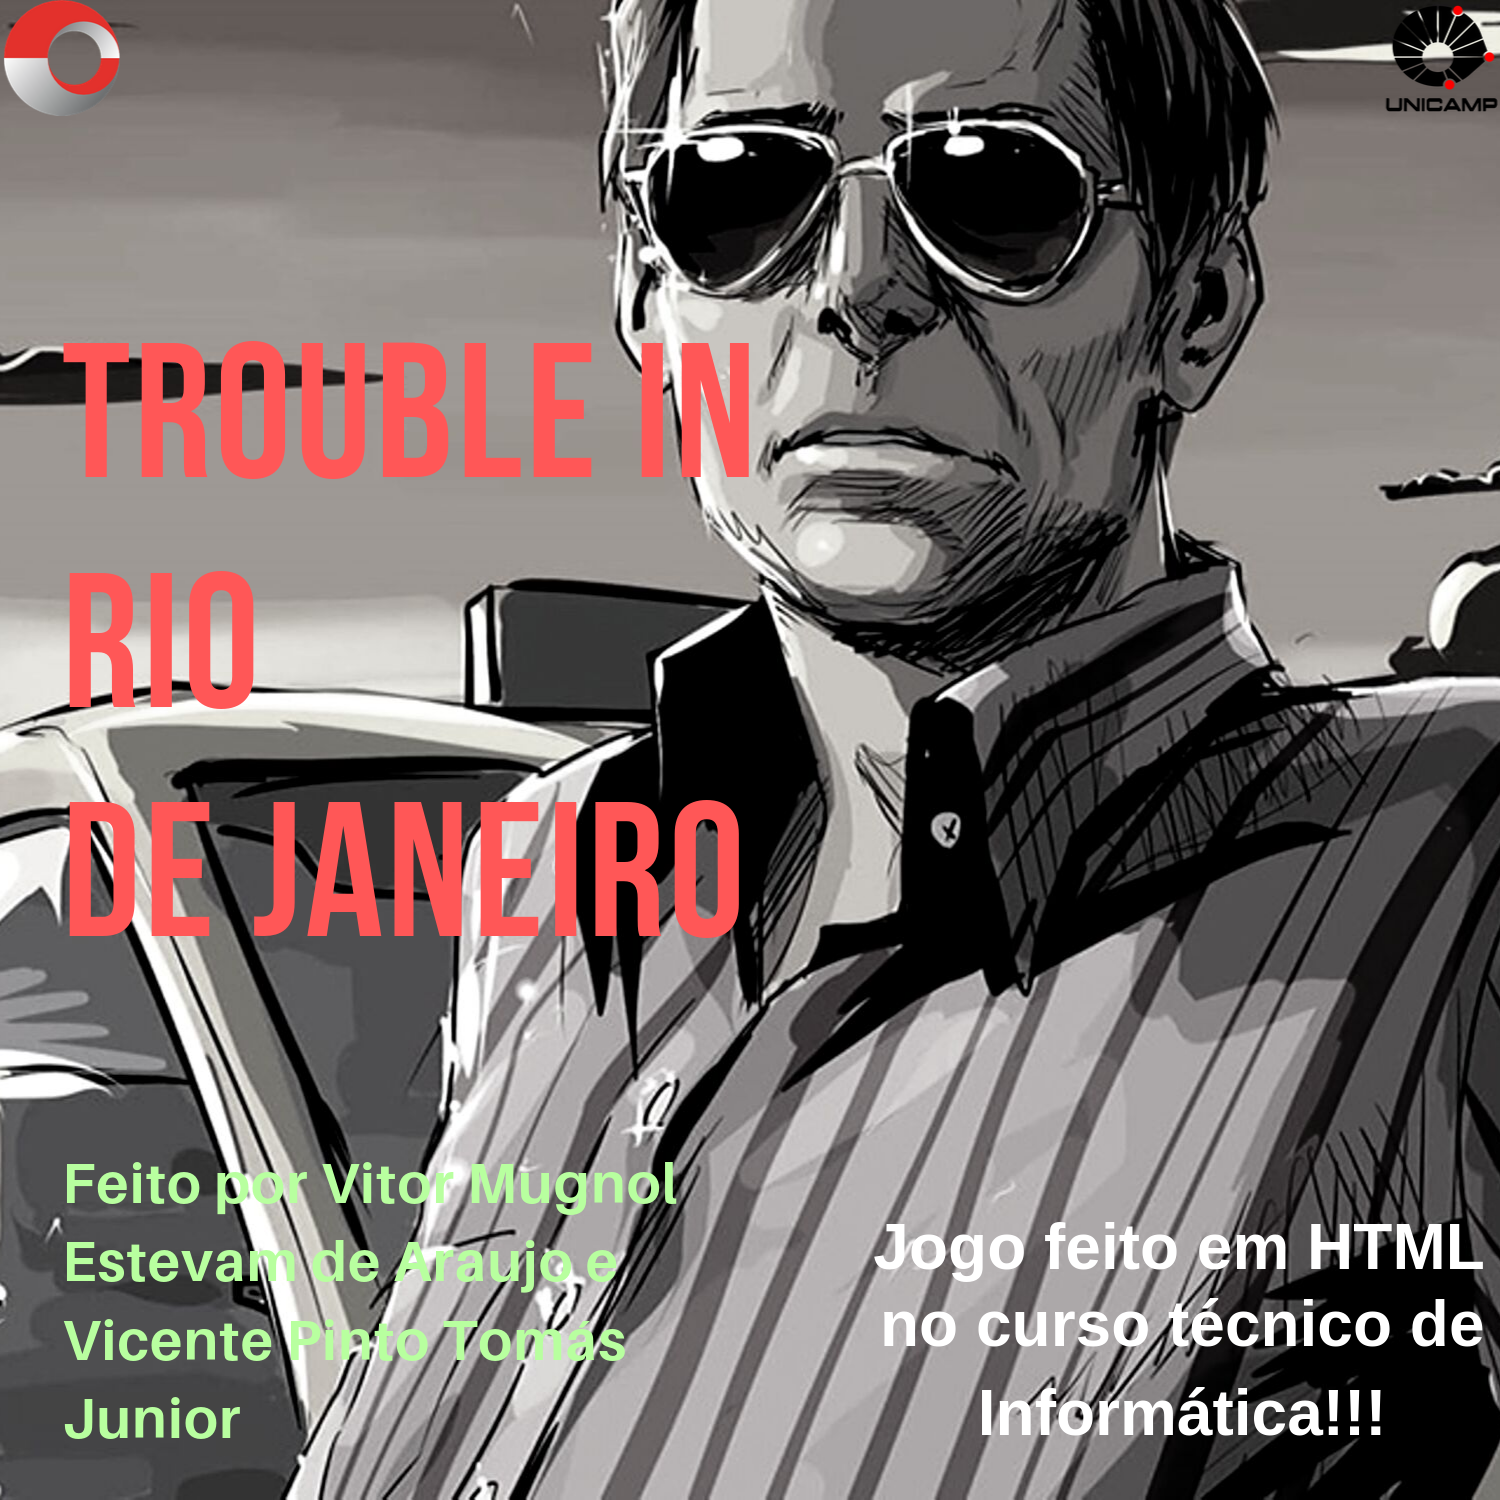 UNICAMP
TROUBLE IN
RIO
DE JANEIRO
Feito por Vitor Mugnol
Estevam de Araujo e
Vicente Pinto Tomás
Junior
Jogo feito em HTML
no curso técnico de
Informática!!!